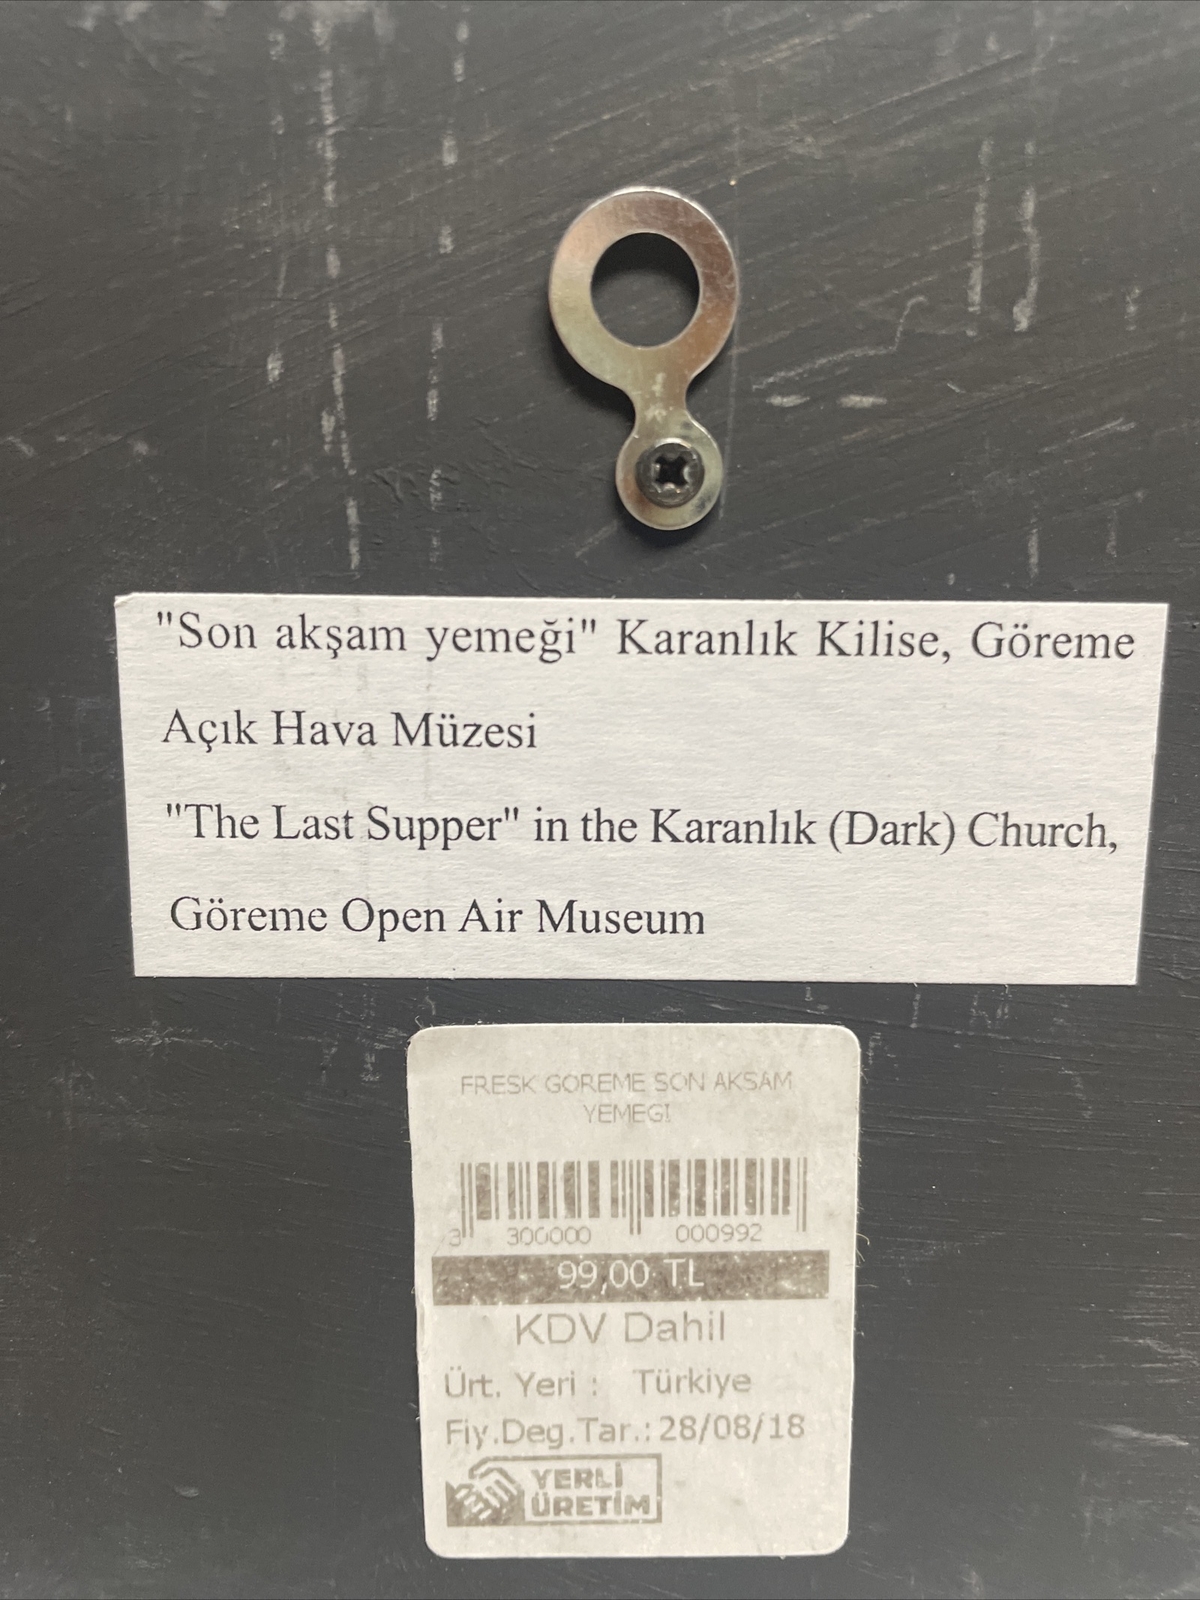 "Son akşam yemeği" Karanlık Kilise, Göreme
Açık Hava Müzesi
"The Last Supper" in the Karanlık (Dark) Church,
Göreme Open Air Museum
FRESK GOREME SON AKSAM
YEMEGI
3 300000 000992
99,00 TL
KDV Dahil
Ürt. Yeri : Türkiye
Fiy.Deg.Tar.: 28/08/18
YERLİ
ÜRETİM